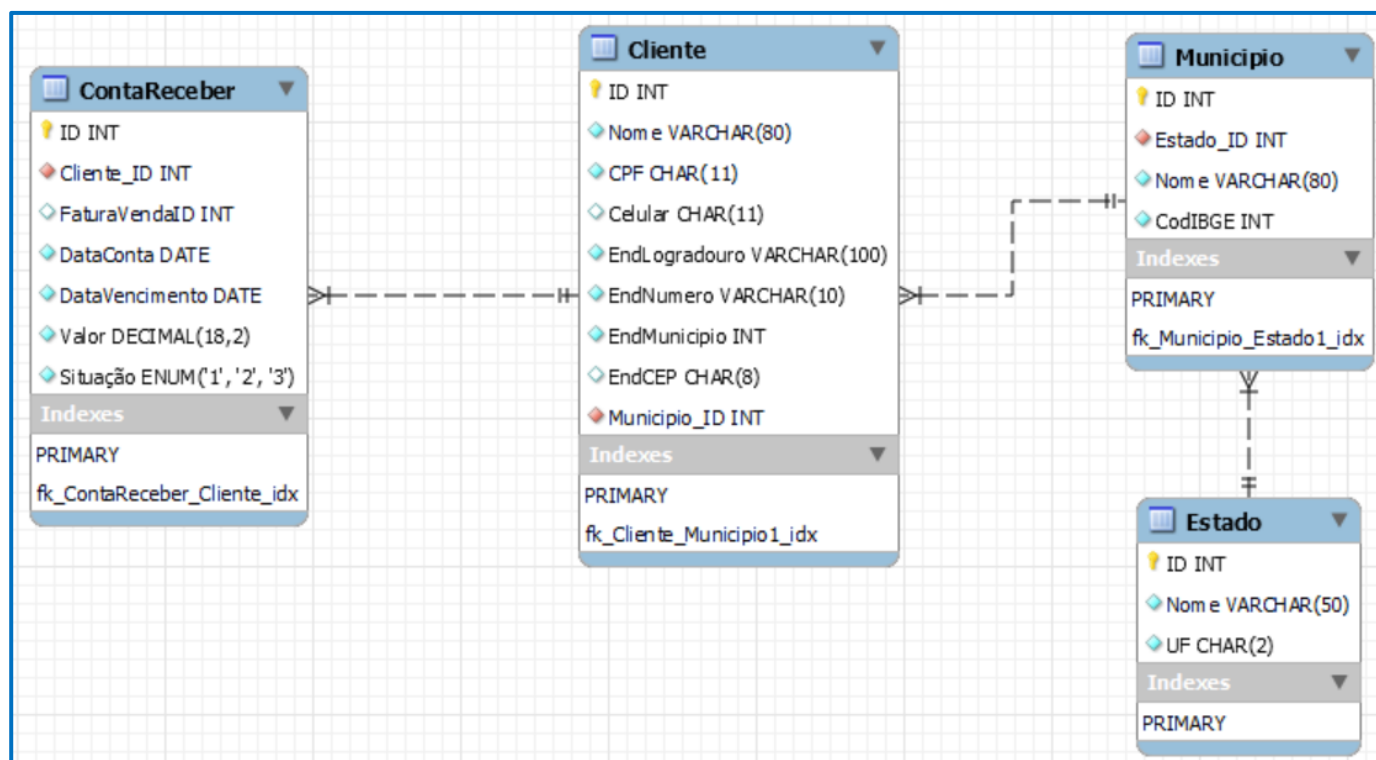 ContaReceber
ID INT
Cliente_ID INT
FaturaVendaID INT
DataConta DATE
DataVencimento DATE
Valor DECIMAL(18,2)
Situação ENUM('1', '2', '3')
Indexes
PRIMARY
fk_ContaReceber_Cliente_idx
Cliente
ID INT
Nome VARCHAR(80)
CPF CHAR(11)
Celular CHAR(11)
EndLogradouro VARCHAR(100)
EndNumero VARCHAR(10)
EndMunicipio INT
EndCEP CHAR(8)
Municipio_ID INT
Indexes
PRIMARY
fk_Cliente_Municipio1_idx
Municipio
ID INT
Estado_ID INT
Nome VARCHAR(80)
CodIBGE INT
Indexes
PRIMARY
fk_Municipio_Estado1_idx
Estado
ID INT
Nome VARCHAR(50)
UF CHAR(2)
Indexes
PRIMARY